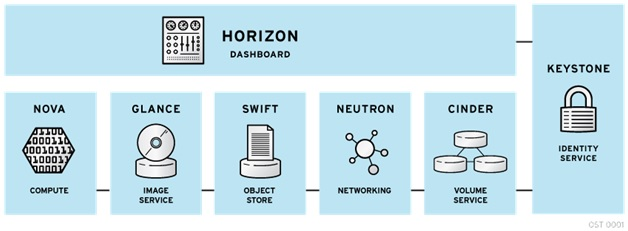 HORIZON
DASHBOARD
KEYSTONE
IDENTITY
SERVICE
NOVA
COMPUTE
GLANCE
IMAGE
SERVICE
SWIFT
OBJECT
STORE
NEUTRON
NETWORKING
CINDER
VOLUME
SERVICE
OST 0001